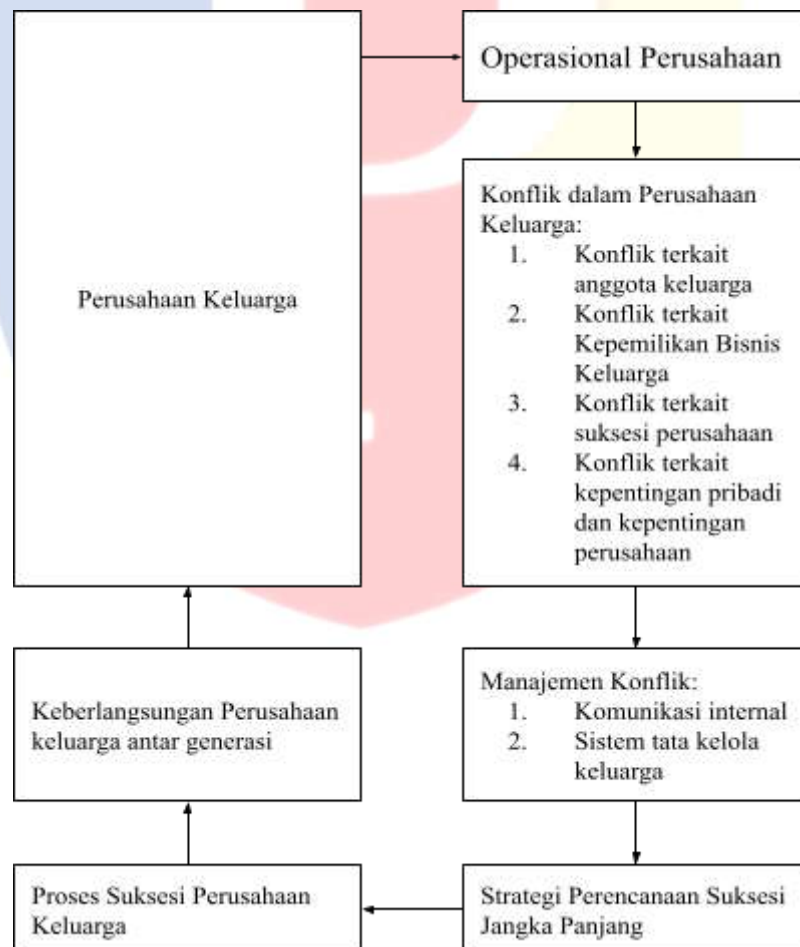 Perusahaan Keluarga
Operasional Perusahaan
Konflik dalam Perusahaan
Keluarga:
1. Konflik terkait
anggota keluarga
2. Konflik terkait
Kepemilikan Bisnis
Keluarga
3. Konflik terkait
suksesi perusahaan
4. Konflik terkait
kepentingan pribadi
dan kepentingan
perusahaan
Manajemen Konflik:
1. Komunikasi internal
2. Sistem tata kelola
keluarga
Strategi Perencanaan Suksesi
Jangka Panjang
Proses Suksesi Perusahaan
Keluarga
Keberlangsungan Perusahaan
keluarga antar generasi